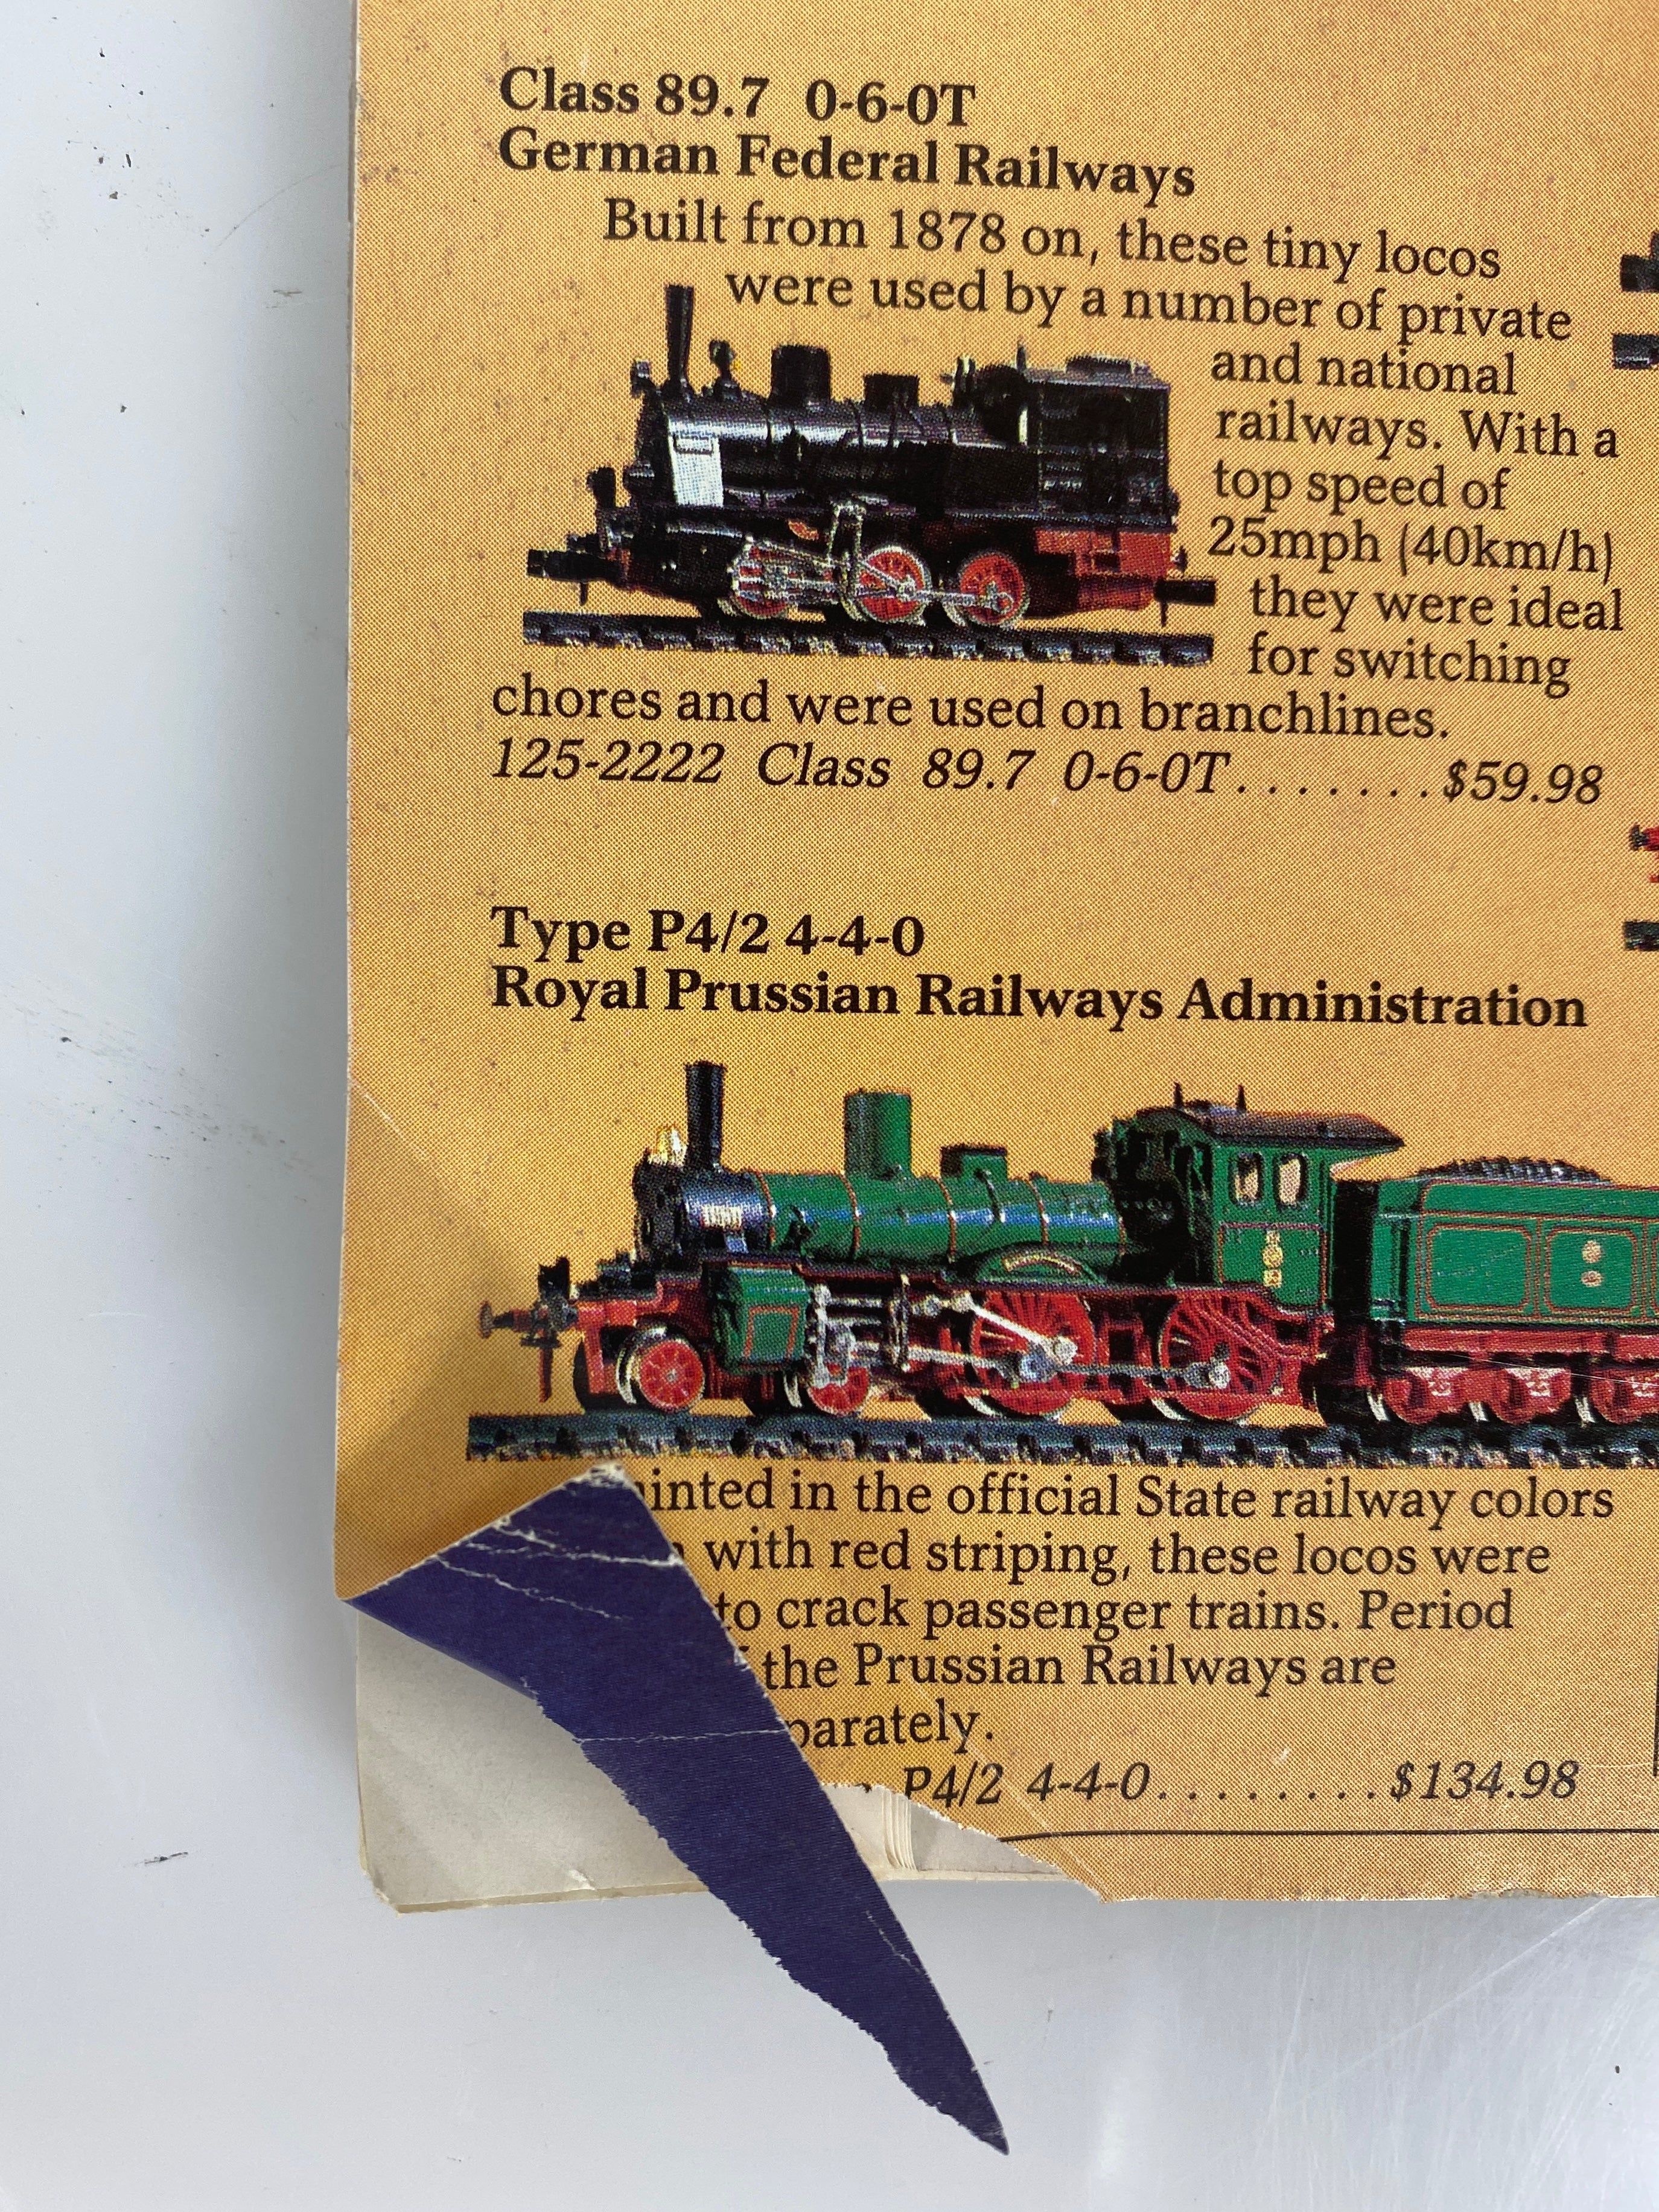 Class 89.7 0-6-0T
German Federal Railways
Built from 1878 on, these tiny locos
were used by a number of private
and national
railways. With a
top speed of
25mph (40km/h)
they were ideal
for switching
chores and were used on branchlines.
125-2222 Class 89.7 0-6-0T.......$59.98
Type P4/2 4-4-0
Royal Prussian Railways Administration
inted in the official State railway colors
with red striping, these locos were
to crack passenger trains. Period
the Prussian Railways are
parately.
P4/2 4-4-0.........$134.98